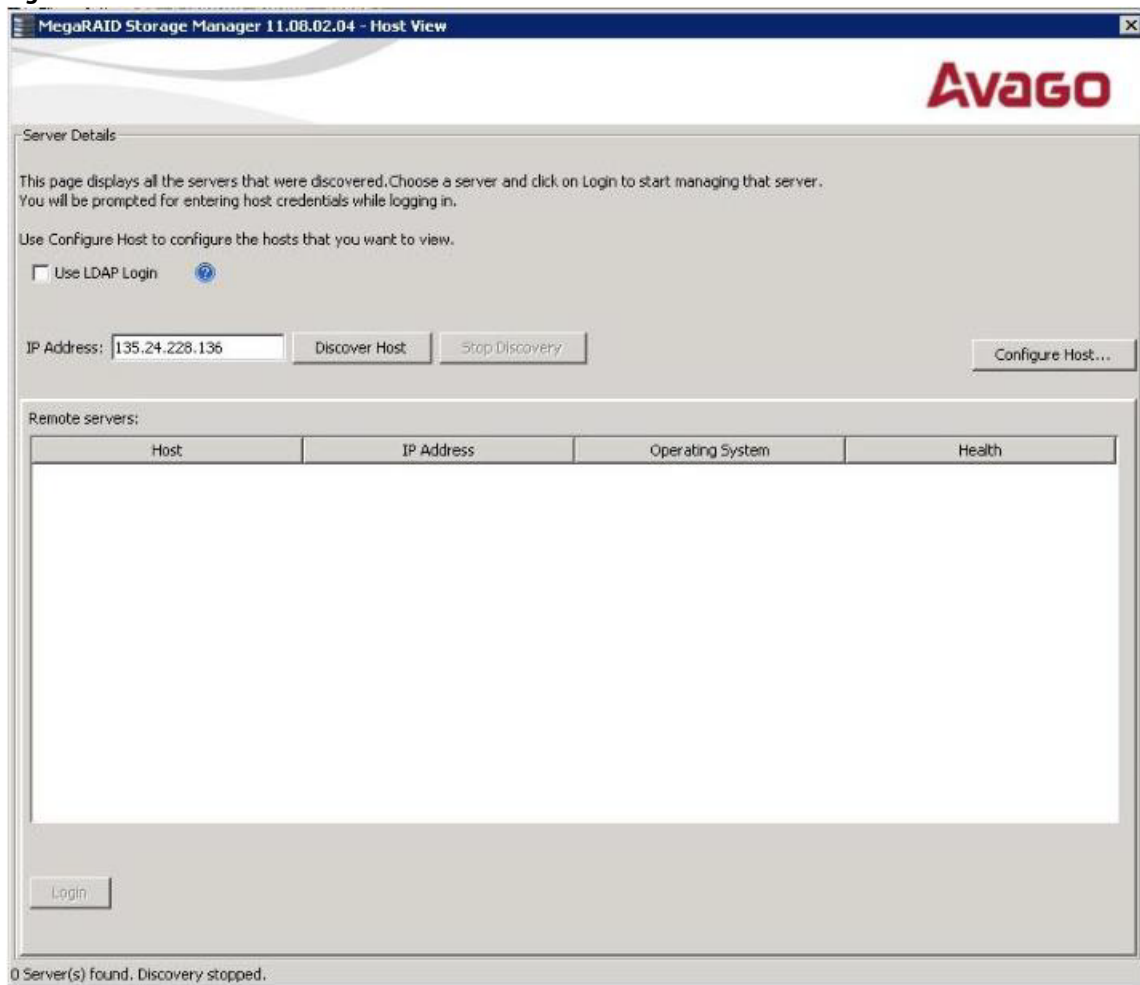 MegaRAID Storage Manager 11.08.02.04 - Host View
AVAGO
Server Details
This page displays all the servers that were discovered.Choose a server and click on Login to start managing that server.
You will be prompted for entering host credentials while logging in.
Use Configure Host to configure the hosts that you want to view.
Use LDAP Login
IP Address: 135.24.228.136 Discover Host Stop Discovery
Configure Host...
Remote servers:
Host IP Address Operating System Health
Login
0 Server(s) found. Discovery stopped.